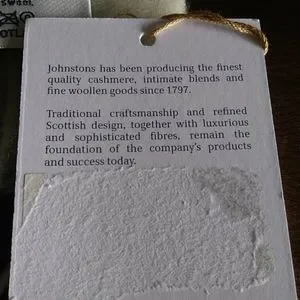 Johnstons has been producing the finest
quality cashmere, intimate blends and
fine woollen goods since 1797.
Traditional craftsmanship and refined
Scottish design, together with luxurious
and sophisticated fibres, remain the
foundation of the company's products
and success today.